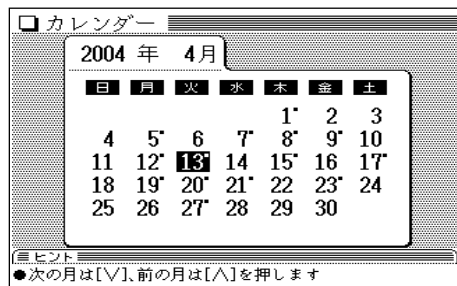 カレンダー
2004 年 4月
日 月 火 水 木 金 土
1 2 3
4 5 6 7 8 9 10
11 12 13 14 15 16 17
18 19 20 21 22 23 24
25 26 27 28 29 30
ヒント
●次の月は[∨]、前の月は[∧]を押します